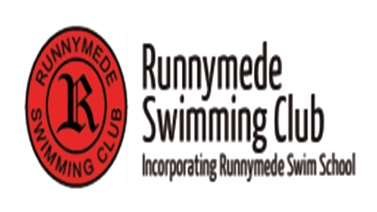 RUNNYMEDE
R
SWIMMING CLUB
Runnymede
Swimming Club
Incorporating Runnymede Swim School